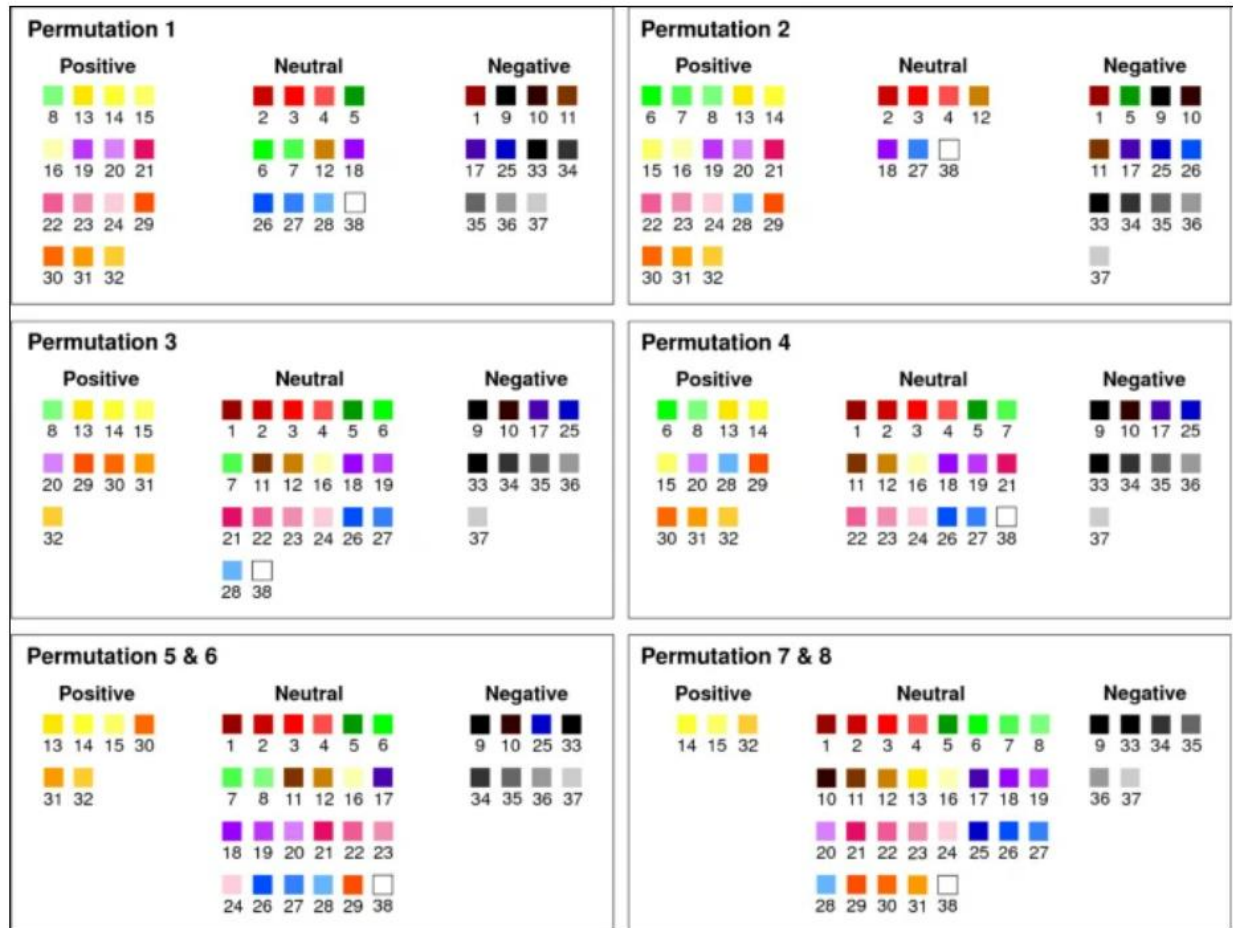 Permutation 1
Positive Neutral Negative
8 13 14 15 2 3 4 5 1 9 10 11
16 19 20 21 6 7 12 18 17 25 33 34
22 23 24 29 26 27 28 38 35 36 37
30 31 32
Permutation 2
Positive Neutral Negative
6 7 8 13 14 2 3 4 12 1 5 9 10
15 16 19 20 21 18 27 38 11 17 25 26
22 23 24 28 29 33 34 35 36
30 31 32 37
Permutation 3
Positive Neutral Negative
8 13 14 15 1 2 3 4 5 6 9 10 17 25
20 29 30 31 7 11 12 16 18 19 33 34 35 36
32 21 22 23 24 26 27 37
28 38
Permutation 4
Positive Neutral Negative
6 8 13 14 1 2 3 4 5 7 9 10 17 25
15 20 28 29 11 12 16 18 19 21 33 34 35 36
30 31 32 22 23 24 26 27 38 37
Permutation 5 & 6
Positive Neutral Negative
13 14 15 30 1 2 3 4 5 6 9 10 25 33
31 32 7 8 11 12 16 17 34 35 36 37
18 19 20 21 22 23
24 26 27 28 29 38
Permutation 7 & 8
Positive Neutral Negative
14 15 32 1 2 3 4 5 6 7 8 9 33 34 35
10 11 12 13 16 17 18 19 36 37
20 21 22 23 24 25 26 27
28 29 30 31 38